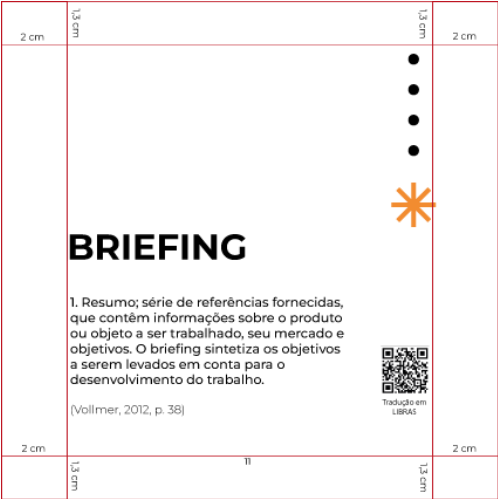 1,3 cm
1,3 cm
2 cm
2 cm
BRIEFING
1. Resumo; série de referências fornecidas,
que contêm informações sobre o produto
ou objeto a ser trabalhado, seu mercado e
objetivos. O briefing sintetiza os objetivos
a serem levados em conta para o
desenvolvimento do trabalho.
(Vollmer, 2012, p. 38)
Tradução em
LIBRAS
2 cm
2 cm
11
1,3 cm
1,3 cm